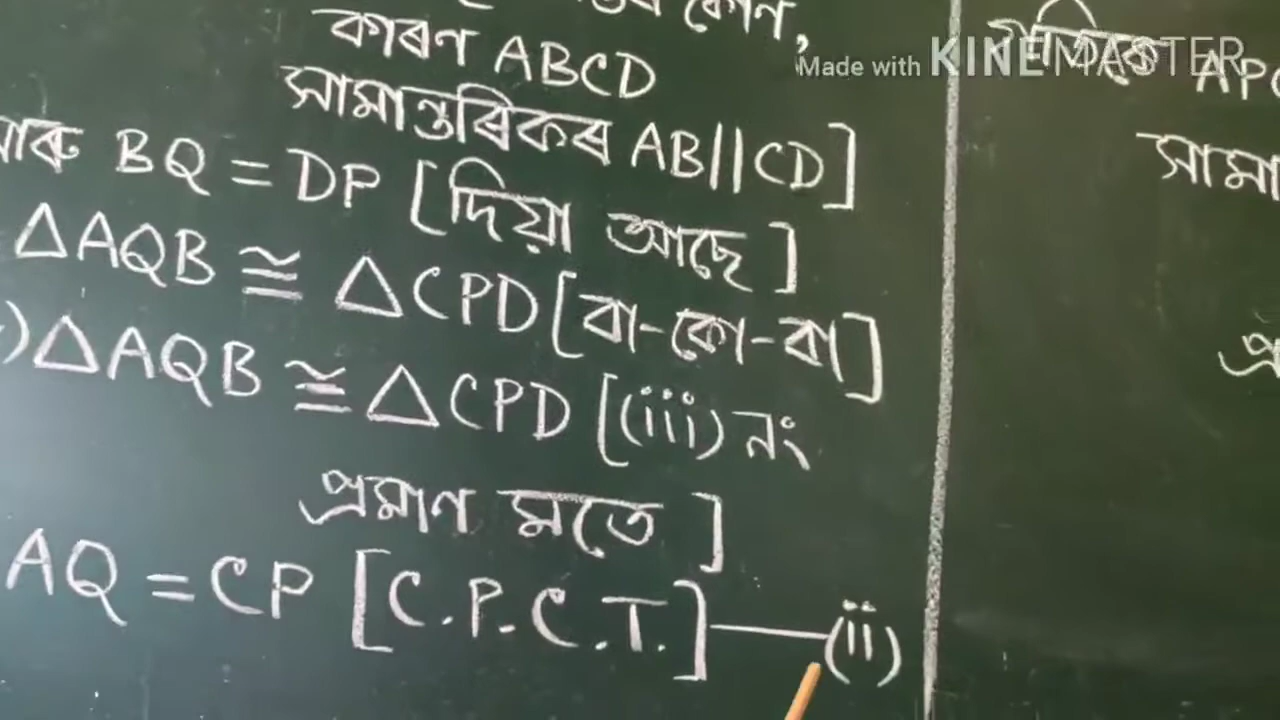 কোণ,
কাৰণ ABCD
সামান্তৰিকৰ AB||CD]
আৰু BQ = DP [দিয়া আছে]
△AQB ≅ △CPD [বা-কো-বা]
)△AQB ≅ △CPD [(iii) নং
প্ৰমাণ মতে]
AQ = CP [C.P.C.T.] —— (ii)
Made with KINEMASTER
APC
সামা
প্ৰ